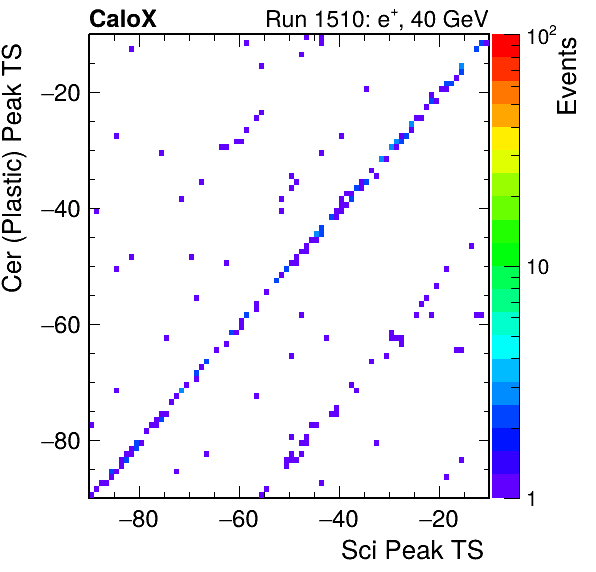 CaloX Run 1510: e⁺, 40 GeV
Cer (Plastic) Peak TS
−20
−40
−60
−80
−80 −60 −40 −20
Sci Peak TS
10²
10
1
Events